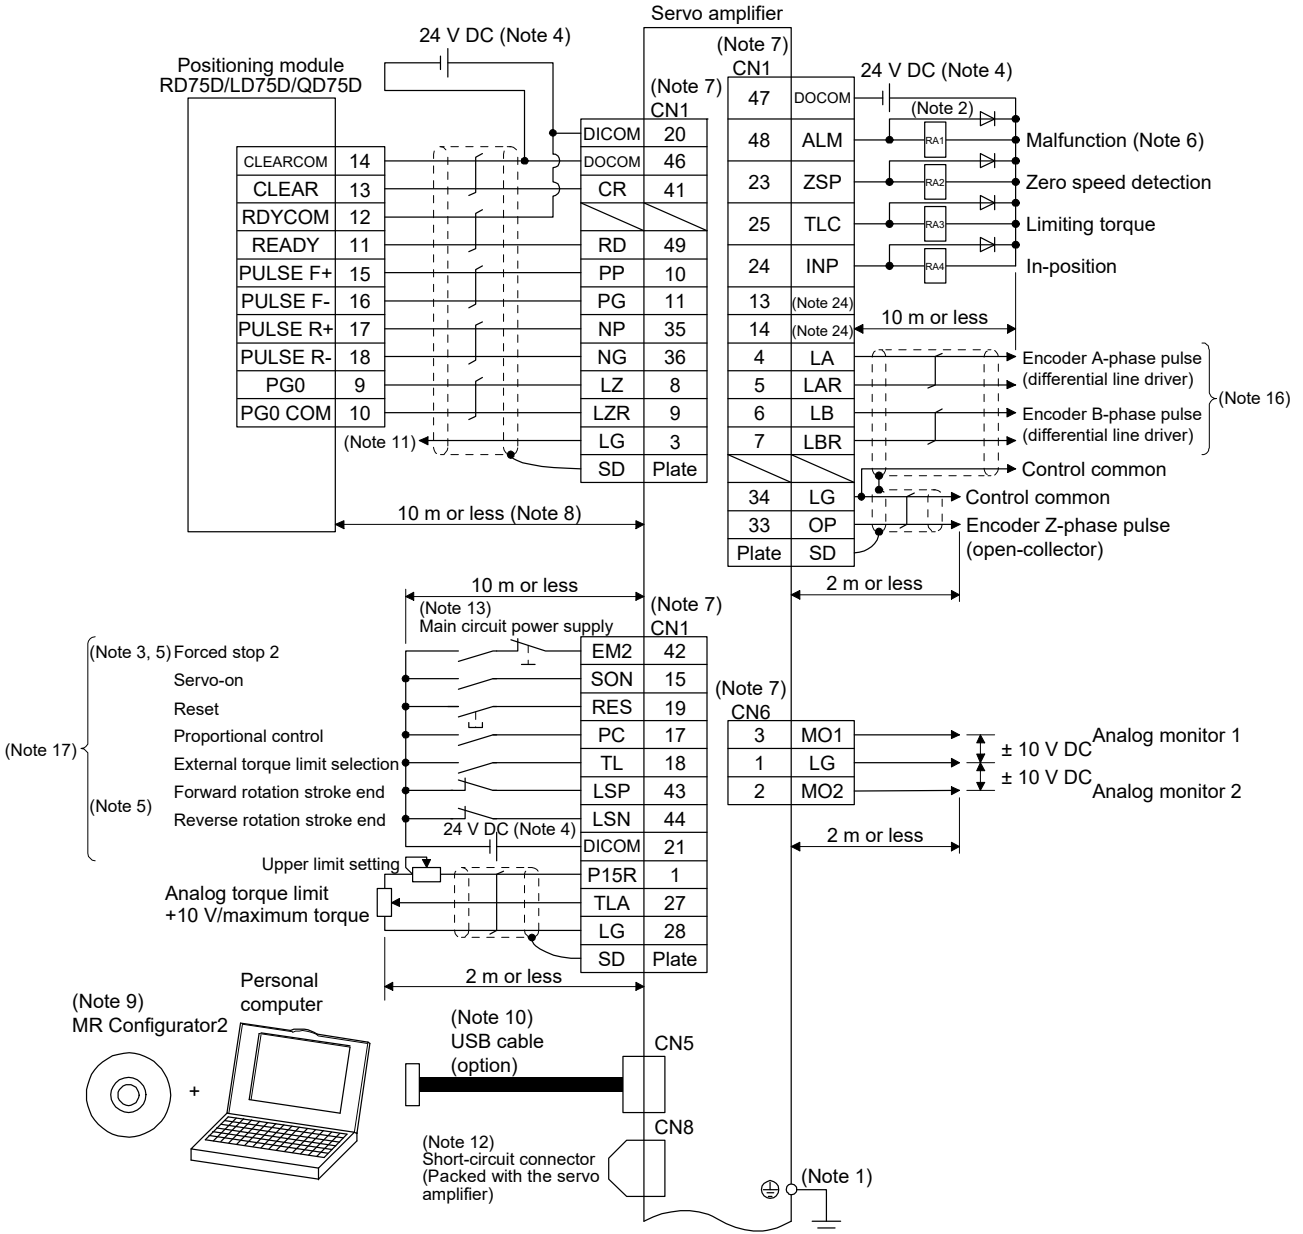 Servo amplifier
24 V DC (Note 4)
Positioning module
RD75D/LD75D/QD75D
(Note 7)
CN1
DICOM 20
CLEARCOM 14 DOCOM 46
CLEAR 13 CR 41
RDYCOM 12
READY 11 RD 49
PULSE F+ 15 PP 10
PULSE F- 16 PG 11
PULSE R+ 17 NP 35
PULSE R- 18 NG 36
PG0 9 LZ 8
PG0 COM 10 LZR 9
(Note 11) LG 3
SD Plate
10 m or less (Note 8)
(Note 7)
CN1
24 V DC (Note 4)
47 DOCOM
(Note 2)
48 ALM RA1 Malfunction (Note 6)
23 ZSP RA2 Zero speed detection
25 TLC RA3 Limiting torque
24 INP RA4 In-position
13 (Note 24)
10 m or less
14 (Note 24)
4 LA Encoder A-phase pulse
5 LAR (differential line driver)
(Note 16)
6 LB Encoder B-phase pulse
7 LBR (differential line driver)
Control common
34 LG Control common
33 OP Encoder Z-phase pulse
(open-collector)
Plate SD
2 m or less
10 m or less
(Note 13)
Main circuit power supply
(Note 7)
CN1
(Note 3, 5) Forced stop 2 EM2 42
Servo-on SON 15
Reset RES 19
Proportional control PC 17
(Note 17)
External torque limit selection TL 18
Forward rotation stroke end LSP 43
(Note 5)
Reverse rotation stroke end LSN 44
24 V DC (Note 4)
DICOM 21
Upper limit setting P15R 1
Analog torque limit
+10 V/maximum torque
TLA 27
LG 28
SD Plate
2 m or less
(Note 7)
CN6
3 MO1 Analog monitor 1
± 10 V DC
1 LG
± 10 V DC
2 MO2 Analog monitor 2
2 m or less
(Note 9)
MR Configurator2
+
Personal
computer
(Note 10)
USB cable
(option)
CN5
CN8
(Note 12)
Short-circuit connector
(Packed with the servo
amplifier)
(Note 1)